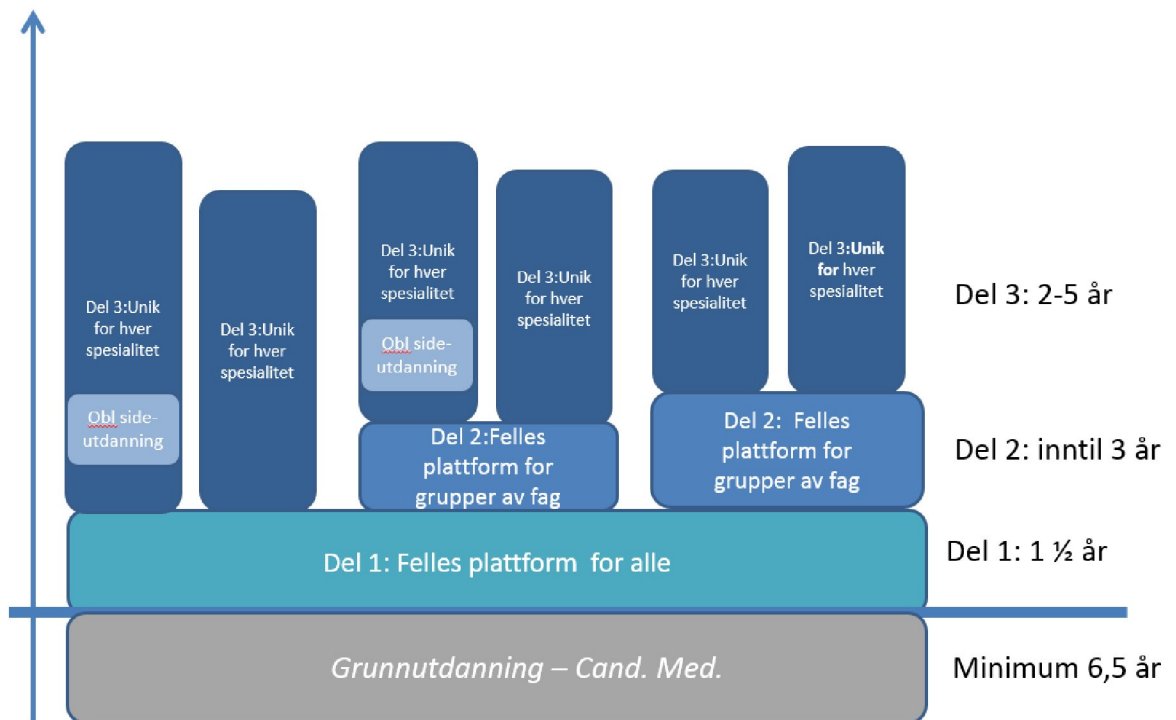 Del 3:Unik
for hver
spesialitet
Obl side-
utdanning
Del 3:Unik
for hver
spesialitet
Del 3:Unik
for hver
spesialitet
Obl side-
utdanning
Del 3:Unik
for hver
spesialitet
Del 3:Unik
for hver
spesialitet
Del 3:Unik
for hver
spesialitet
Del 3: 2-5 år
Del 2:Felles
plattform for
grupper av fag
Del 2: Felles
plattform for
grupper av fag
Del 2: inntil 3 år
Del 1: Felles plattform for alle
Del 1: 1 ½ år
Grunnutdanning – Cand. Med.
Minimum 6,5 år